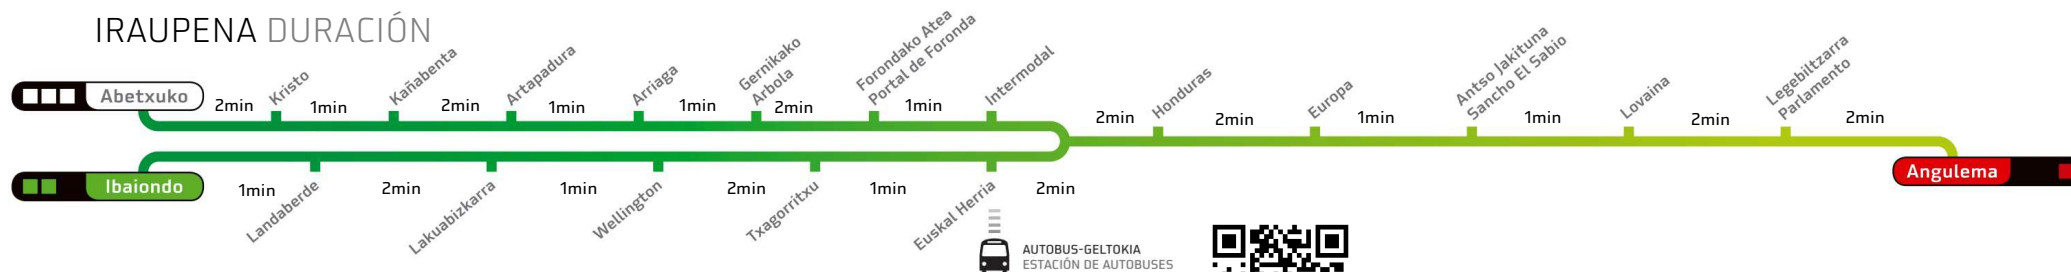 IRAUPENA DURACIÓN
Abetxuko
2min
Kristo
1min
Kañabenta
2min
Artapadura
1min
Arriaga
1min
Gernikako
Arbola
2min
Forondako Atea
Portal de Foronda
1min
Intermodal
2min
Honduras
2min
Europa
1min
Antso Jakituna
Sancho El Sabio
1min
Lovaina
2min
Legebiltzarra
Parlamento
2min
Angulema
Ibaiondo
1min
Landaberde
2min
Lakuabizkarra
1min
Wellington
2min
Txagorritxu
1min
Euskal Herria
2min
AUTOBUS-GELTOKIA
ESTACIÓN DE AUTOBUSES